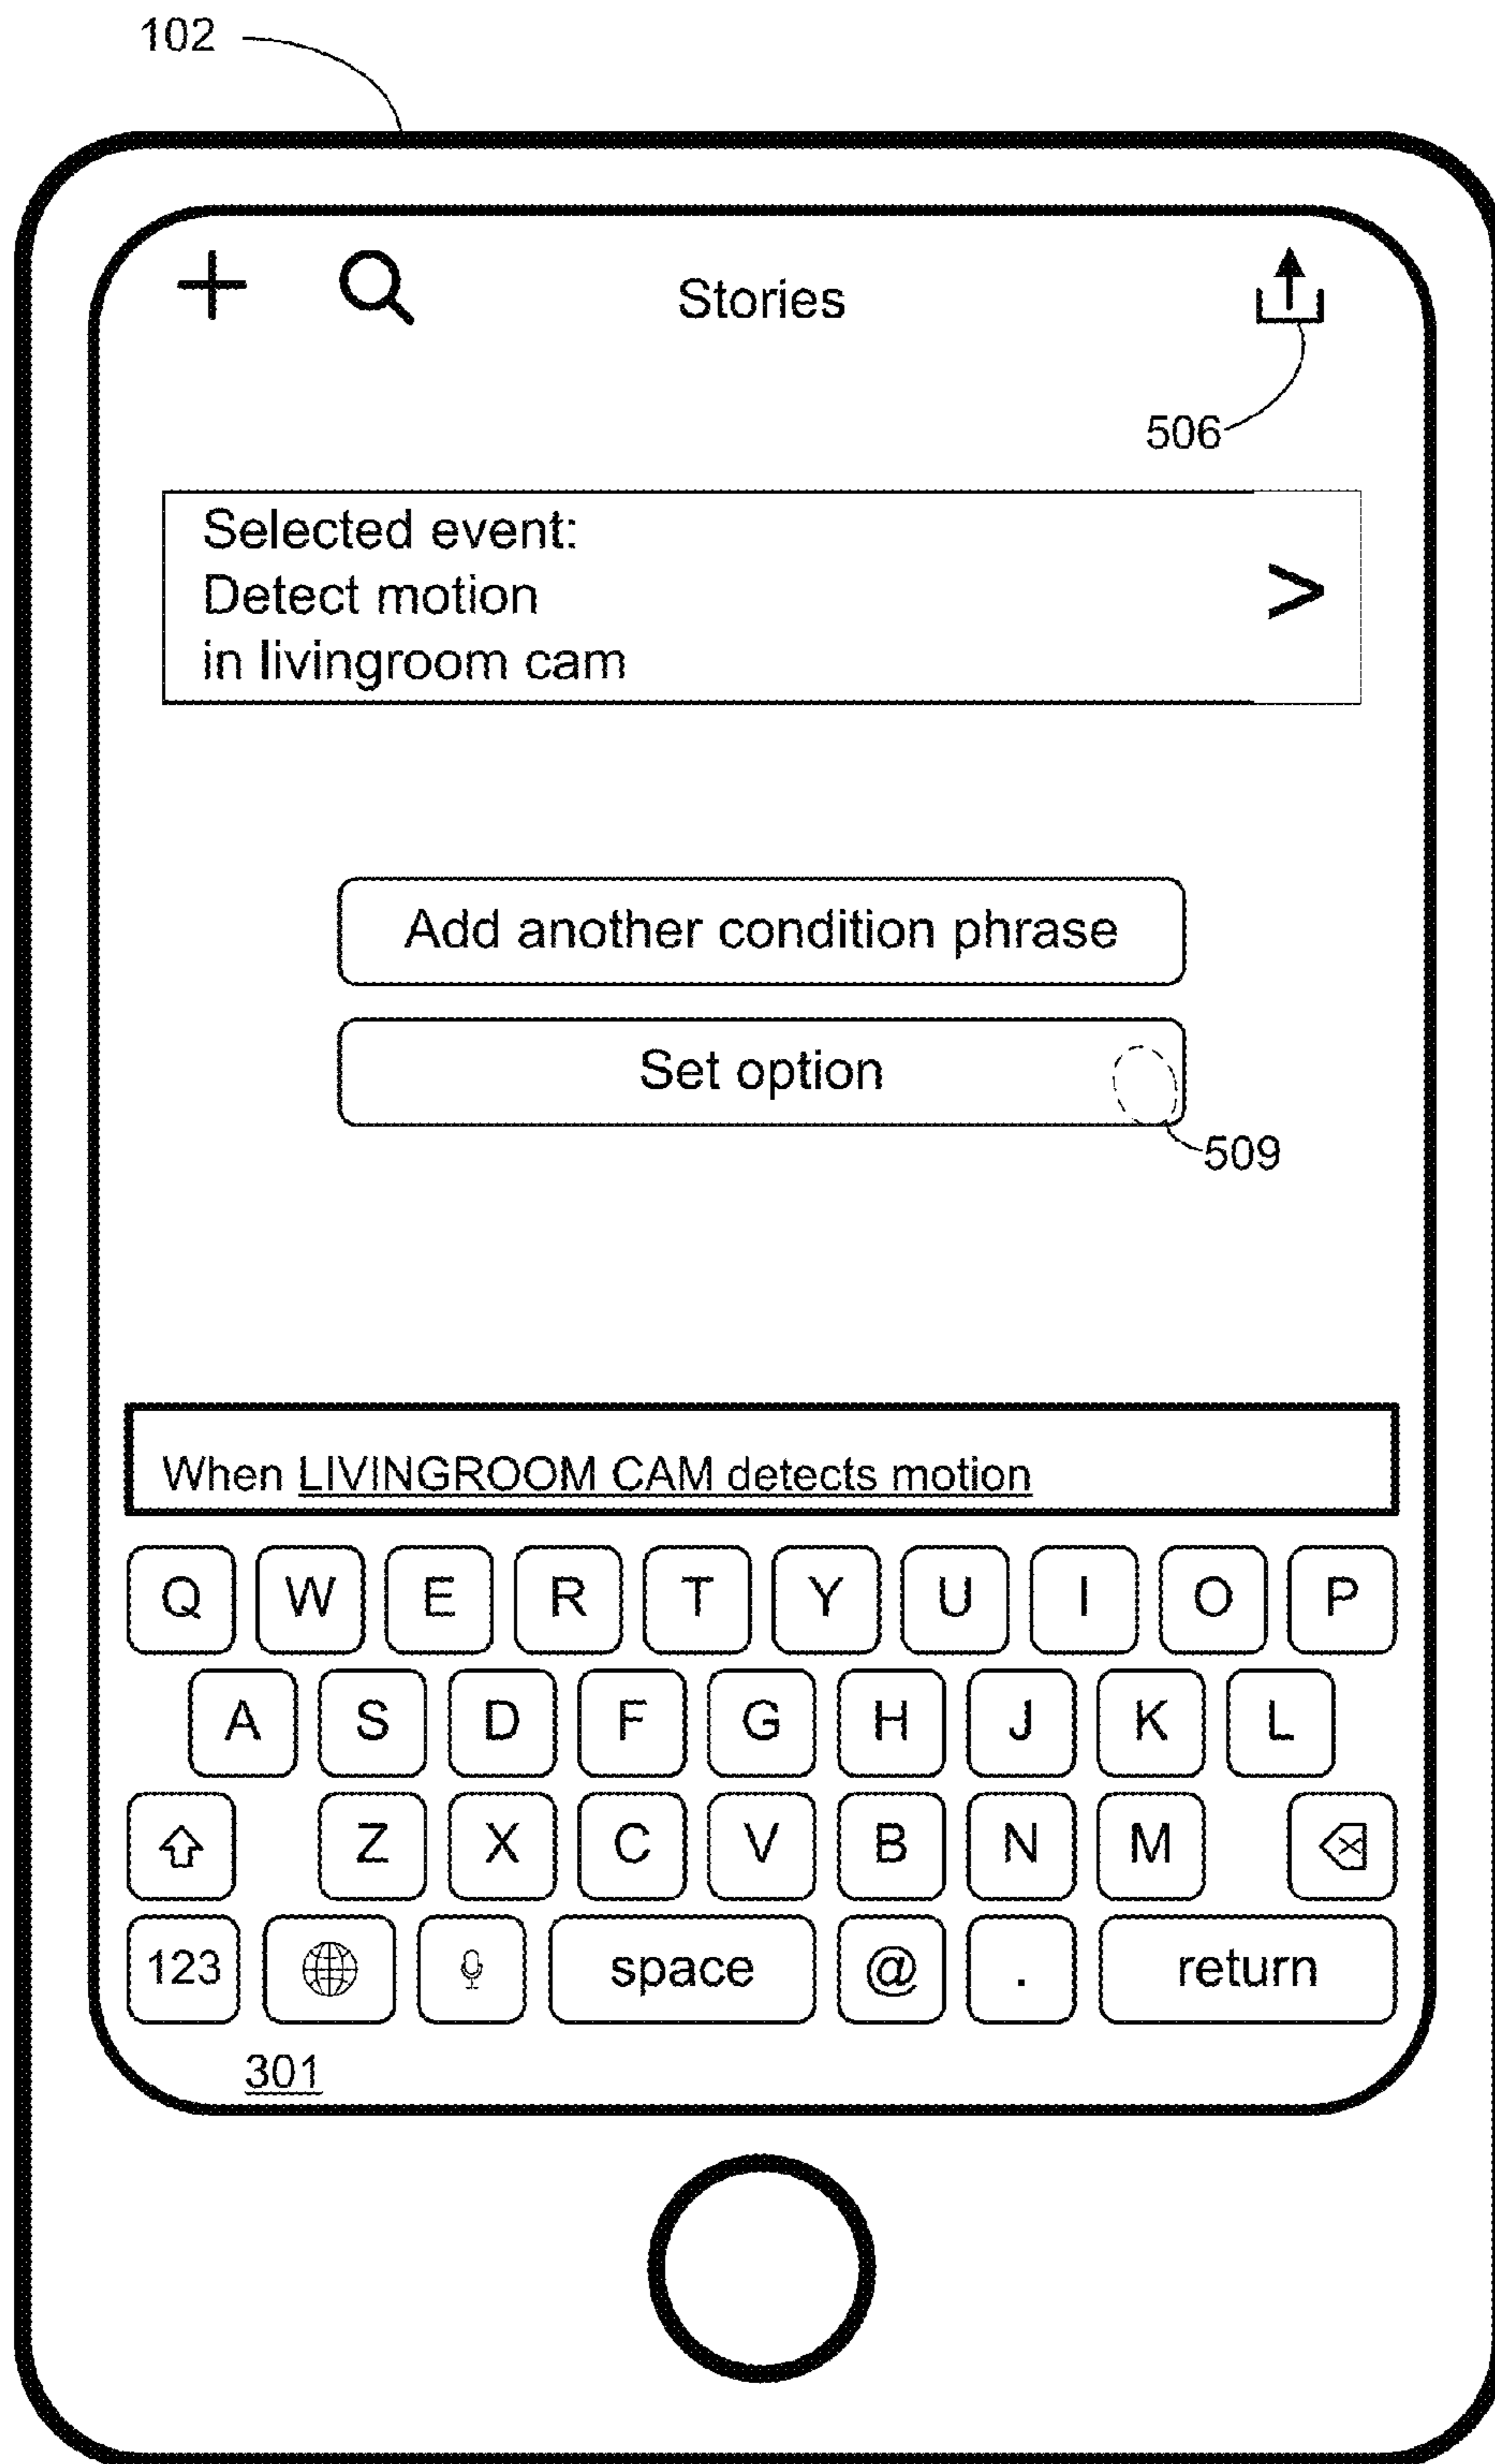 102
Stories
506
Selected event:
Detect motion
in livingroom cam
>
Add another condition phrase
Set option
509
When LIVINGROOM CAM detects motion
Q W E R T Y U I O P
A S D F G H J K L
Z X C V B N M
123 space @ . return
301